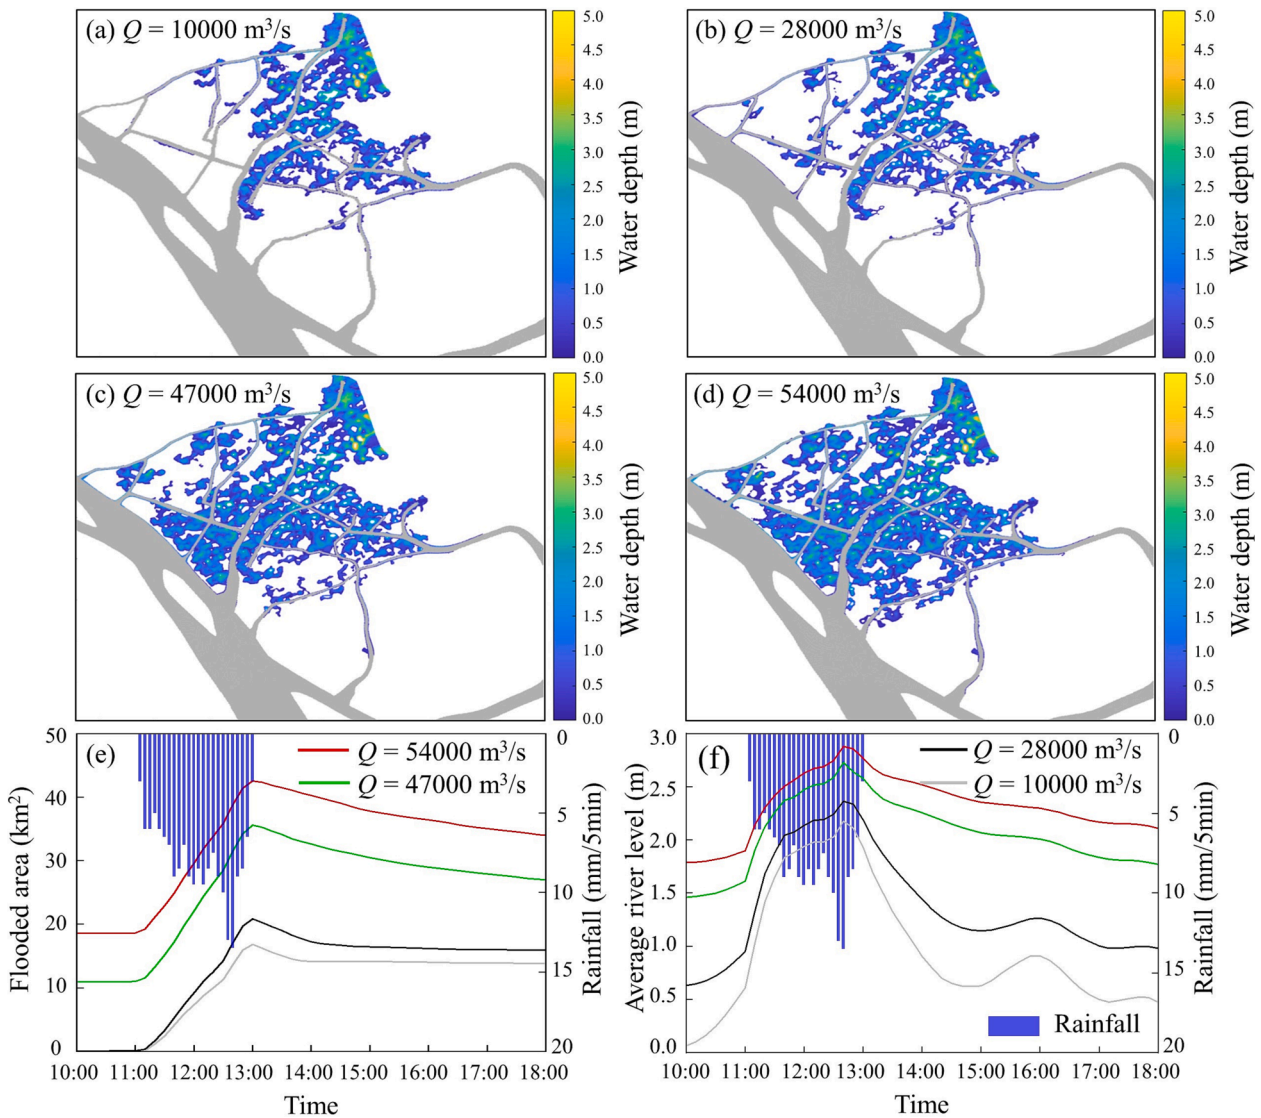 (a) Q = 10000 m³/s
5.0
4.5
4.0
3.5
3.0
2.5
2.0
1.5
1.0
0.5
0.0
Water depth (m)
(b) Q = 28000 m³/s
5.0
4.5
4.0
3.5
3.0
2.5
2.0
1.5
1.0
0.5
0.0
Water depth (m)
(c) Q = 47000 m³/s
5.0
4.5
4.0
3.5
3.0
2.5
2.0
1.5
1.0
0.5
0.0
Water depth (m)
(d) Q = 54000 m³/s
5.0
4.5
4.0
3.5
3.0
2.5
2.0
1.5
1.0
0.5
0.0
Water depth (m)
(e)
Q = 54000 m³/s
Q = 47000 m³/s
Flooded area (km²)
50
40
30
20
10
0
0
5
10
15
20
Rainfall (mm/5min)
10:00 11:00 12:00 13:00 14:00 15:00 16:00 17:00 18:00
Time
(f)
Q = 28000 m³/s
Q = 10000 m³/s
Average river level (m)
3.0
2.5
2.0
1.5
1.0
0.5
0.0
0
5
10
15
20
Rainfall (mm/5min)
Rainfall
10:00 11:00 12:00 13:00 14:00 15:00 16:00 17:00 18:00
Time